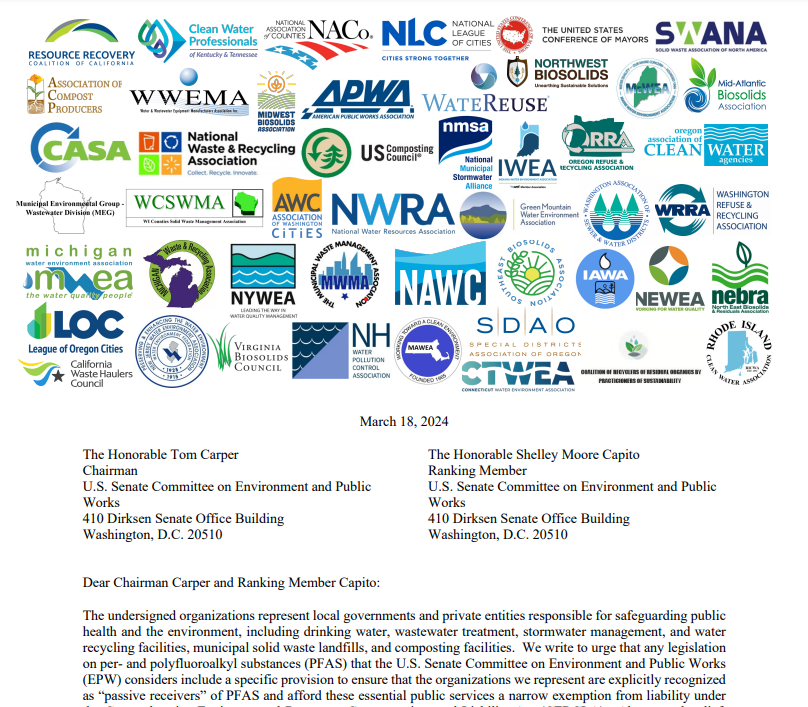 RESOURCE RECOVERY
COALITION OF CALIFORNIA
Clean Water
Professionals
of Kentucky & Tennessee
NATIONAL
ASSOCIATION
of COUNTIES
NACo
NLC
NATIONAL
LEAGUE
OF CITIES
CITIES STRONG TOGETHER
THE UNITED STATES
CONFERENCE OF MAYORS
SWANA
SOLID WASTE ASSOCIATION OF NORTH AMERICA
ASSOCIATION OF
COMPOST
PRODUCERS
WWEMA
Water & Wastewater Equipment Manufacturers Association Inc.
MIDWEST
BIOSOLIDS
ASSOCIATION
APWA
AMERICAN PUBLIC WORKS ASSOCIATION
WATEREUSE
NORTHWEST
BIOSOLIDS
Unearthing Sustainable Solutions
MeWEA
Mid-Atlantic
Biosolids
Association
CASA
National
Waste & Recycling
Association
Collect. Recycle. Innovate.
US Composting
Council®
nmsa
National
Municipal
Stormwater
Alliance
IWEA
ORRA
OREGON REFUSE &
RECYCLING ASSOCIATION
oregon
association of
CLEAN WATER
agencies
Municipal Environmental Group -
Wastewater Division (MEG)
WCSWMA
WI Counties Solid Waste Management Association
AWC
ASSOCIATION
OF WASHINGTON
CITIES
NWRA
National Water Resources Association
Green Mountain
Water Environment
Association
WASHINGTON ASSOCIATION OF
SEWER & WATER DISTRICTS
WRRA
WASHINGTON
REFUSE &
RECYCLING
ASSOCIATION
michigan
water environment association
mwea
the water quality people
Waste & Recycling
Association
NYWEA
LEADING THE WAY IN
WATER QUALITY MANAGEMENT
THE MUNICIPAL WASTE MANAGEMENT ASSOCIATION
MWMA
NAWC
SOUTHEAST BIOSOLIDS ASSOCIATION
IAWA
NEWEA
WORKING FOR WATER QUALITY
nebra
North East Biosolids
& Residuals Association
LOC
League of Oregon Cities
California
Waste Haulers
Council
1928
VIRGINIA
BIOSOLIDS
COUNCIL
NH
WATER
POLLUTION
CONTROL
ASSOCIATION
WORKING TOWARD A CLEAN ENVIRONMENT
MAWEA
FOUNDED 1965
SDAO
SPECIAL DISTRICTS
ASSOCIATION OF OREGON
CTWEA
CONNECTICUT WATER ENVIRONMENT ASSOCIATION
COALITION OF RECYCLERS OF RESIDUAL ORGANICS BY
PRACTICIONERS OF SUSTAINABILITY
RHODE ISLAND
CLEAN WATER ASSOCIATION
March 18, 2024
The Honorable Tom Carper
Chairman
U.S. Senate Committee on Environment and Public
Works
410 Dirksen Senate Office Building
Washington, D.C. 20510
The Honorable Shelley Moore Capito
Ranking Member
U.S. Senate Committee on Environment and Public
Works
410 Dirksen Senate Office Building
Washington, D.C. 20510
Dear Chairman Carper and Ranking Member Capito:
The undersigned organizations represent local governments and private entities responsible for safeguarding public
health and the environment, including drinking water, wastewater treatment, stormwater management, and water
recycling facilities, municipal solid waste landfills, and composting facilities. We write to urge that any legislation
on per- and polyfluoroalkyl substances (PFAS) that the U.S. Senate Committee on Environment and Public Works
(EPW) considers include a specific provision to ensure that the organizations we represent are explicitly recognized
as “passive receivers” of PFAS and afford these essential public services a narrow exemption from liability under